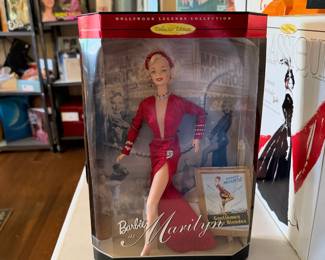 HOLLYWOOD LEGENDS COLLECTION
Collector Edition
Barbie
as
Marilyn
Gentlemen
Prefer Blondes